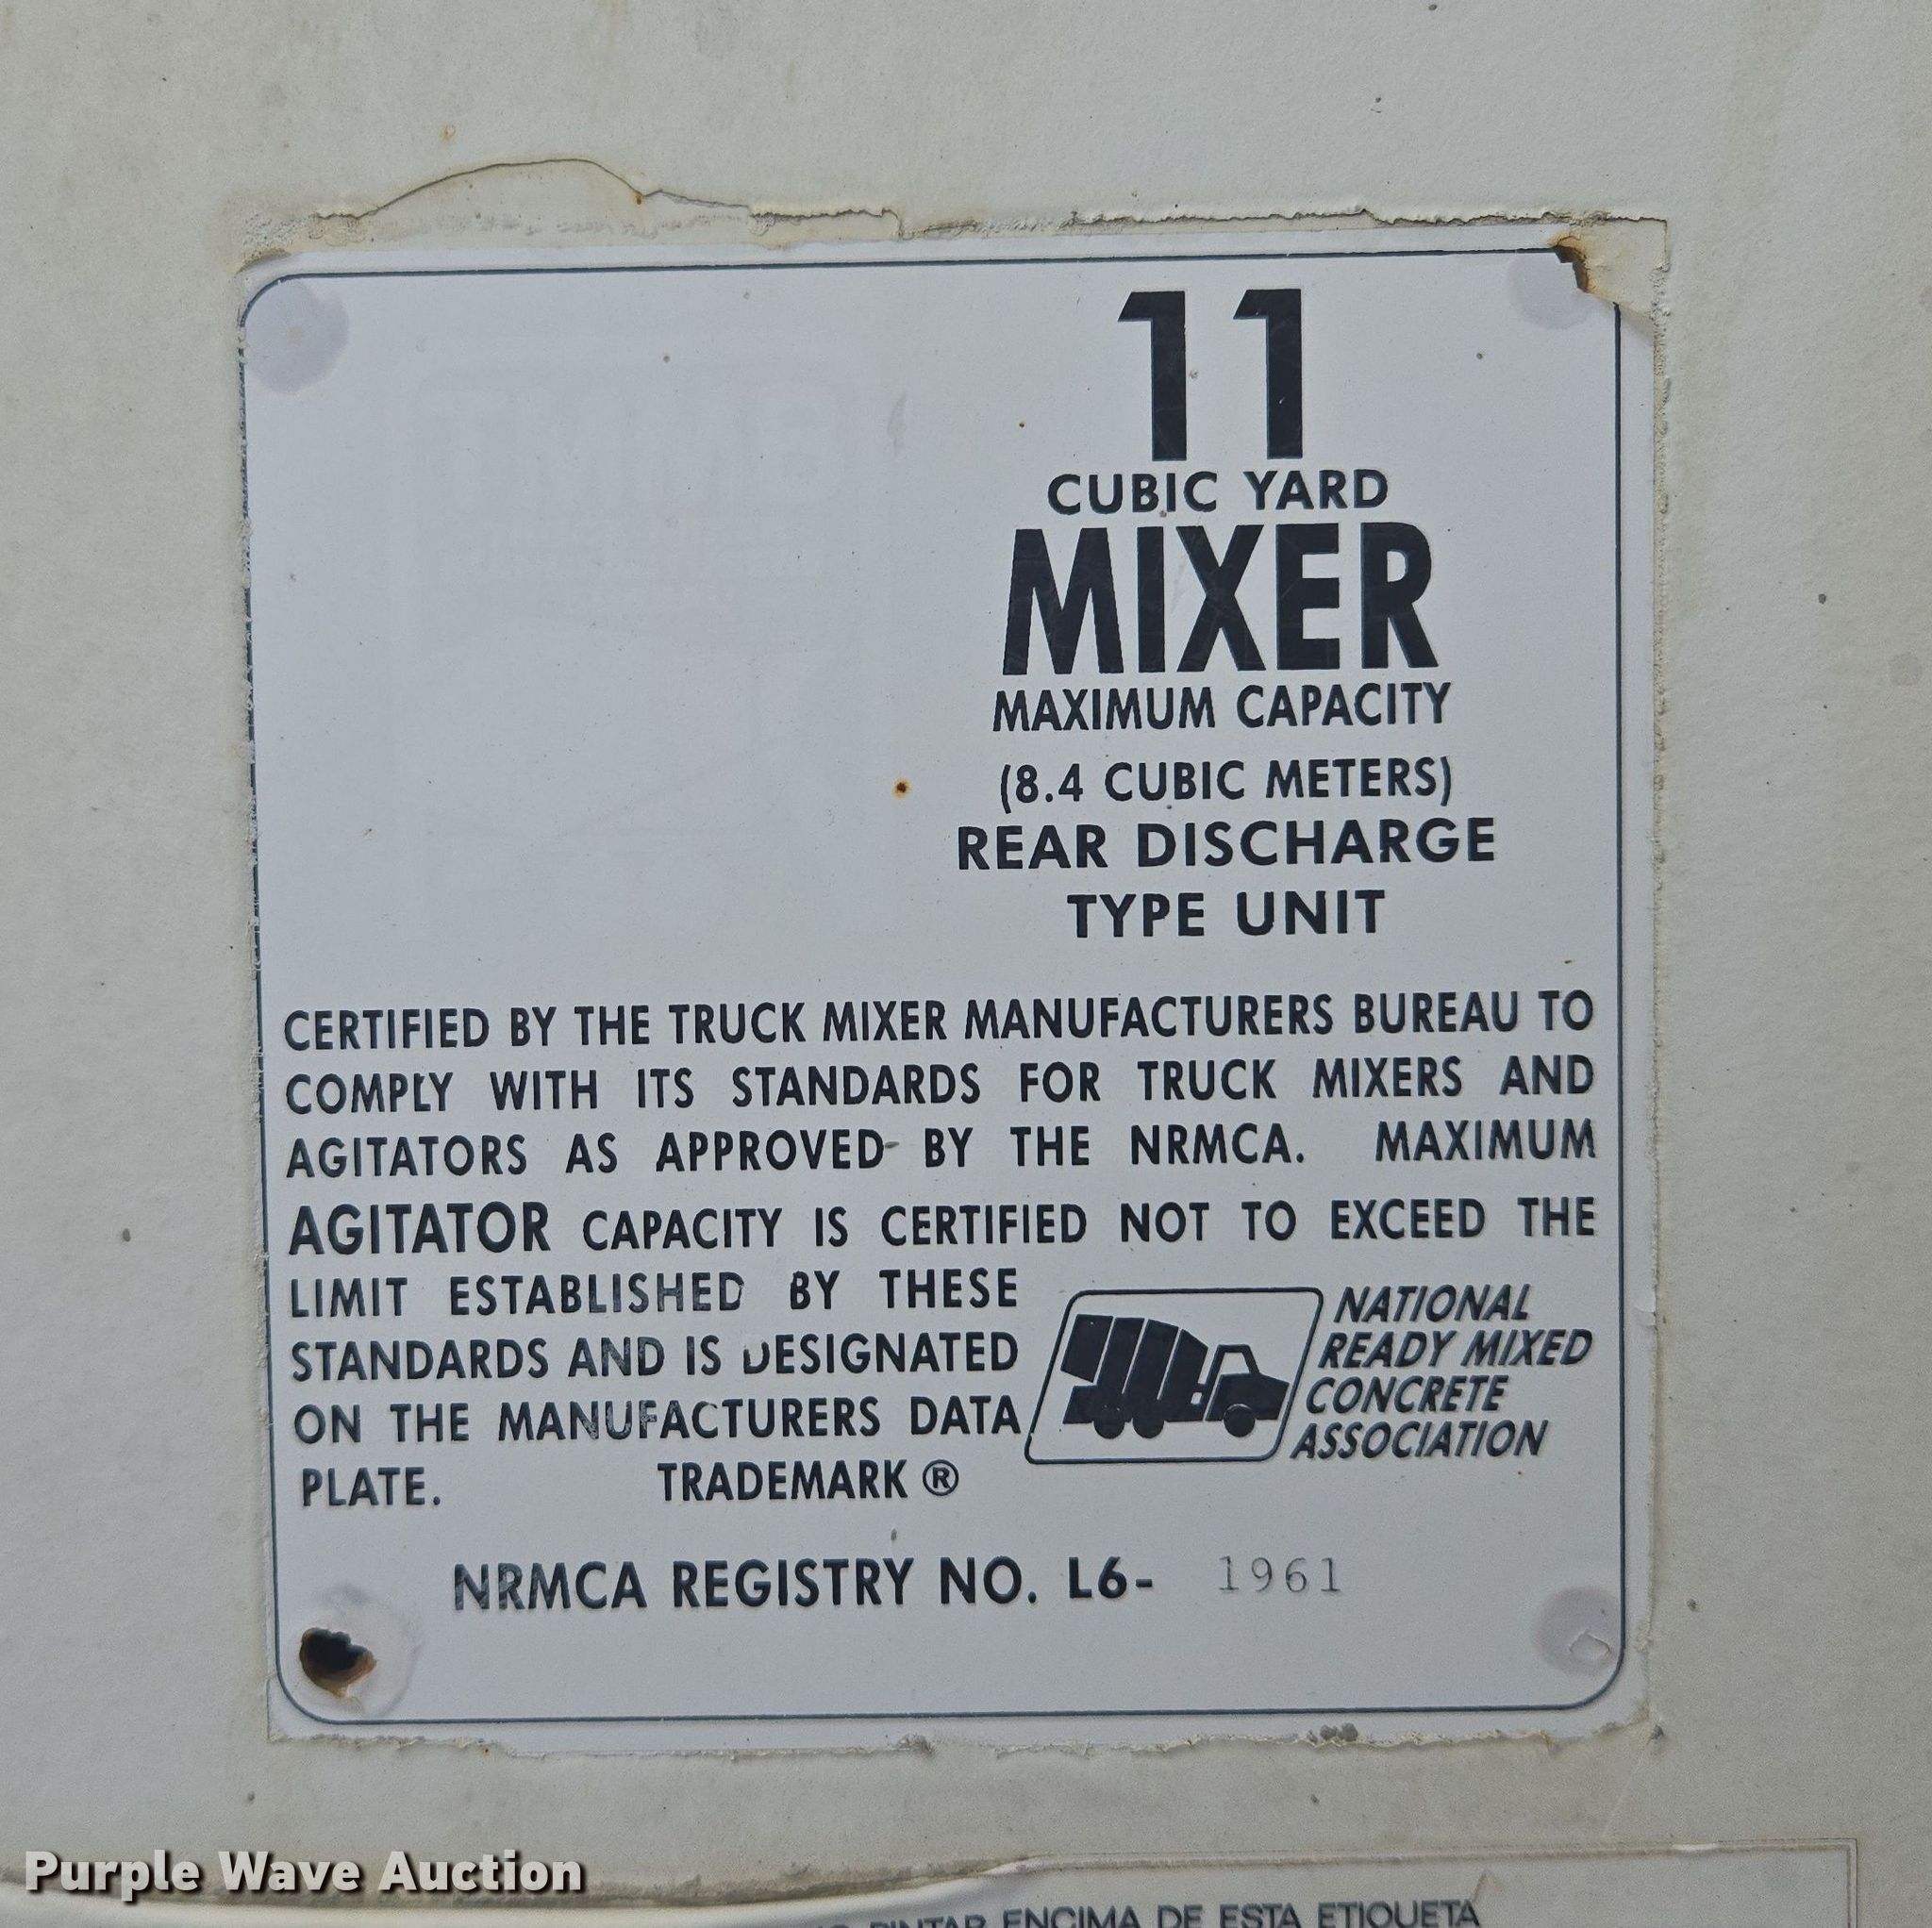 11
CUBIC YARD
MIXER
MAXIMUM CAPACITY
(8.4 CUBIC METERS)
REAR DISCHARGE
TYPE UNIT
CERTIFIED BY THE TRUCK MIXER MANUFACTURERS BUREAU TO
COMPLY WITH ITS STANDARDS FOR TRUCK MIXERS AND
AGITATORS AS APPROVED BY THE NRMCA. MAXIMUM
AGITATOR CAPACITY IS CERTIFIED NOT TO EXCEED THE
LIMIT ESTABLISHED BY THESE
STANDARDS AND IS DESIGNATED
ON THE MANUFACTURERS DATA
PLATE. TRADEMARK ®
NATIONAL
READY MIXED
CONCRETE
ASSOCIATION
NRMCA REGISTRY NO. L6- 1961
Purple Wave Auction
PINTAR ENCIMA DE ESTA ETIQUETA